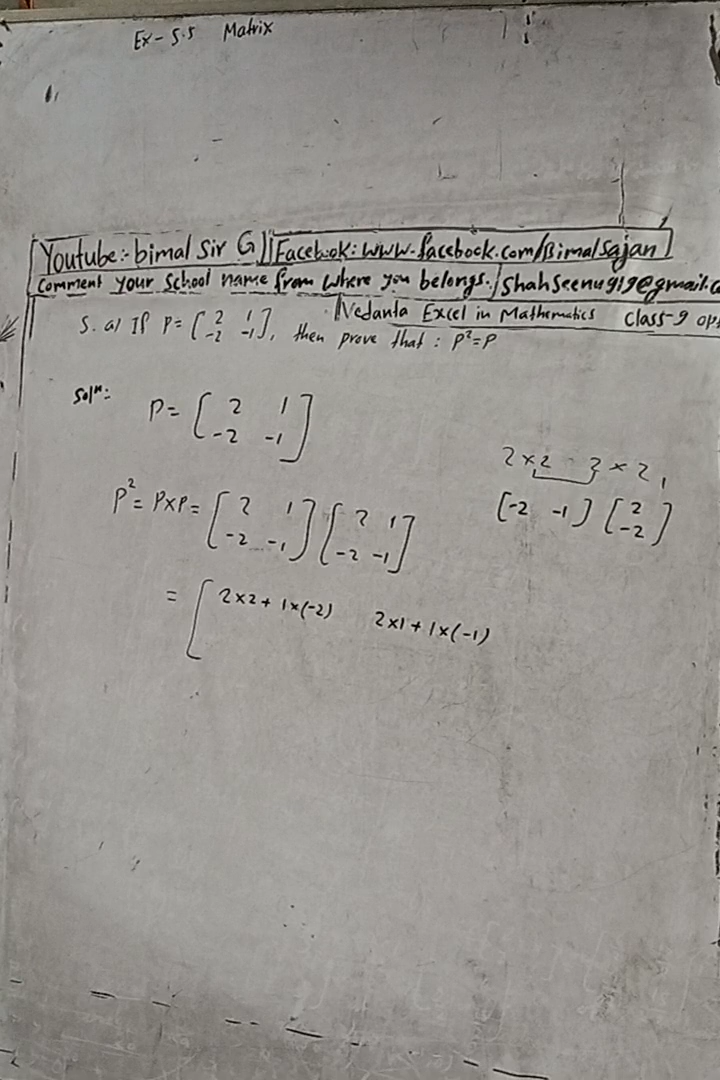 Ex- 5.5 Matrix
Youtube:- bimal Sir G || Facebook: www.facebook.com/Bimalsajan
Comment your School name from where you belongs. / shahseenu919@gmail.c
Vedanta Excel in Mathematics Class-9 op
5. a) If P = [2 1
-2 -1], then prove that : P²=P
Solⁿ:
P = [2 1
-2 -1]
2×2 2×2
P² = P×P = [2 1
-2 -1] [2 1
-2 -1]
[-2 -1] [2
-2]
= [2×2 + 1×(-2) 2×1 + 1×(-1)